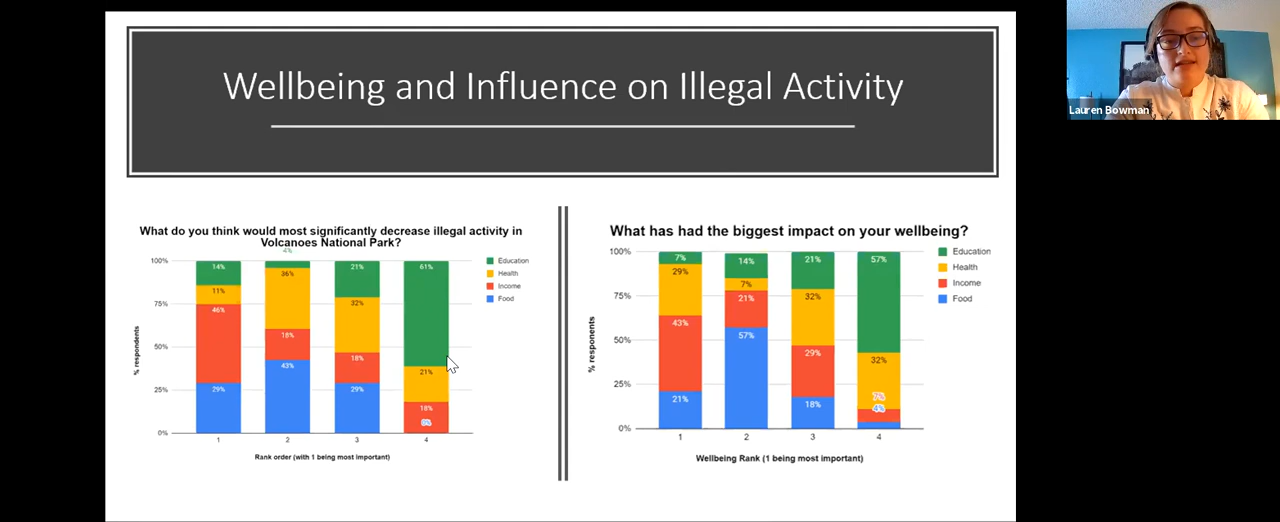 Wellbeing and Influence on Illegal Activity
Lauren Bowman
What do you think would most significantly decrease illegal activity in
Volcanoes National Park?
4%
100%
75%
50%
25%
0%
% respondents
14%
11%
46%
29%
36%
18%
43%
21%
32%
18%
29%
61%
21%
18%
0%
1
2
3
4
Rank order (with 1 being most important)
Education
Health
Income
Food
What has had the biggest impact on your wellbeing?
100%
75%
50%
25%
0%
% responents
7%
29%
43%
21%
14%
7%
21%
57%
21%
32%
29%
18%
57%
32%
7%
4%
1
2
3
4
Wellbeing Rank (1 being most important)
Education
Health
Income
Food